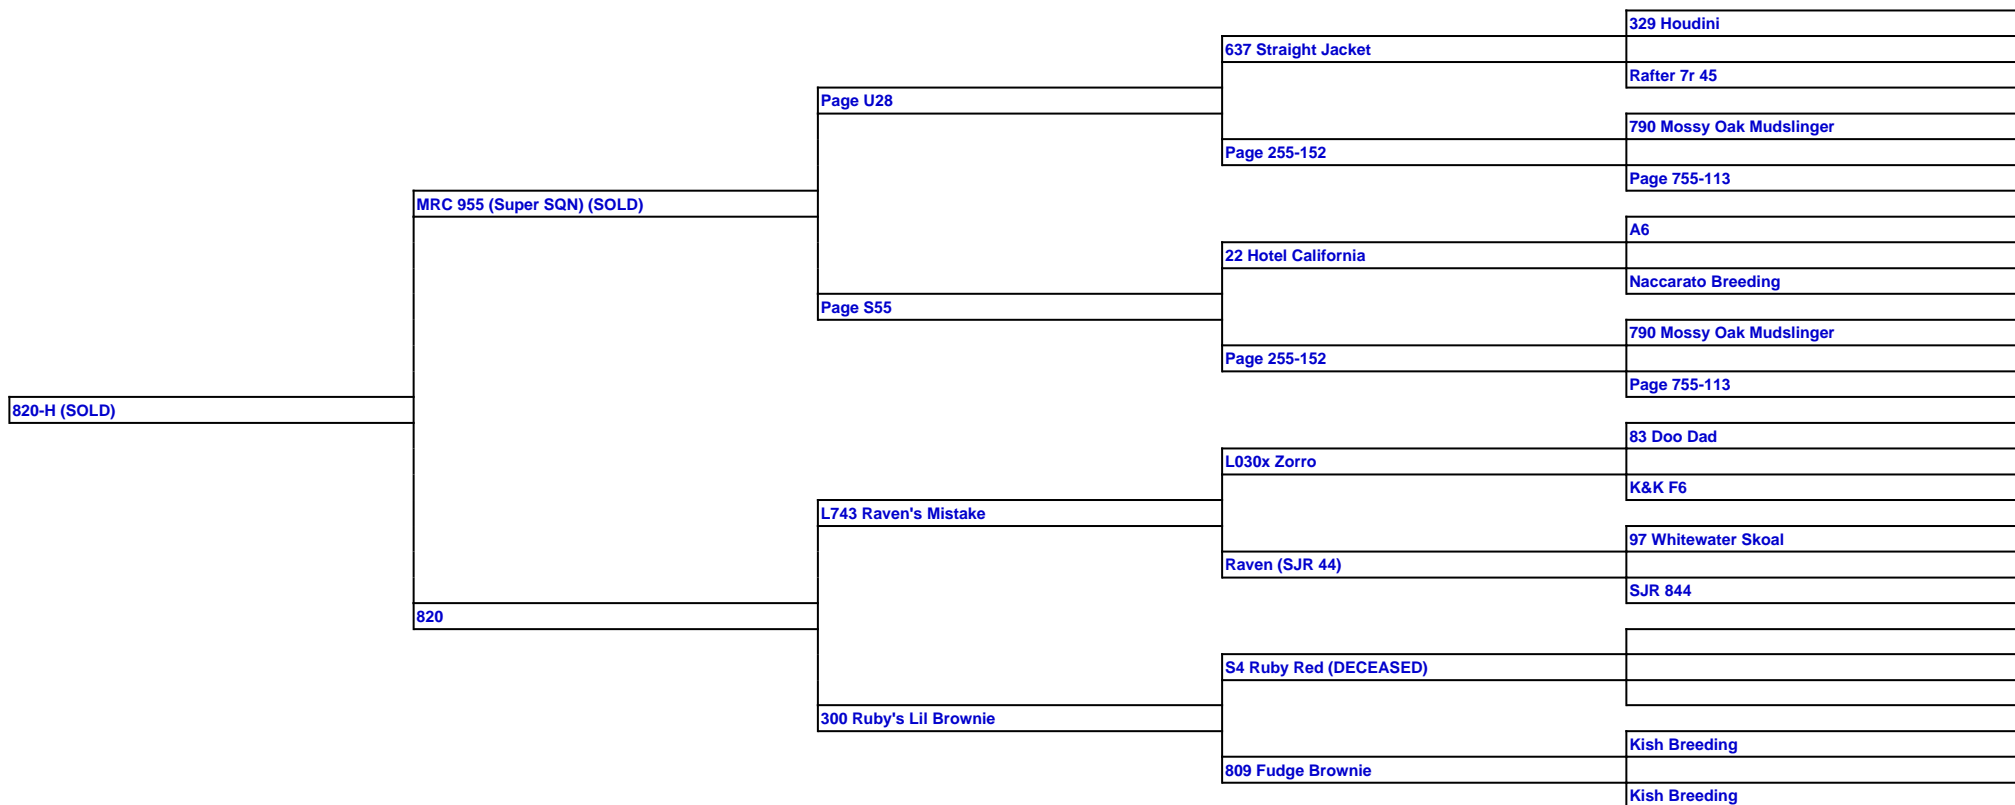 329 Houdini
637 Straight Jacket
Rafter 7r 45
Page U28
790 Mossy Oak Mudslinger
Page 255-152
Page 755-113
MRC 955 (Super SQN) (SOLD)
A6
22 Hotel California
Naccarato Breeding
Page S55
790 Mossy Oak Mudslinger
Page 255-152
Page 755-113
820-H (SOLD)
83 Doo Dad
L030x Zorro
K&K F6
L743 Raven's Mistake
97 Whitewater Skoal
Raven (SJR 44)
SJR 844
820
S4 Ruby Red (DECEASED)
300 Ruby's Lil Brownie
Kish Breeding
809 Fudge Brownie
Kish Breeding